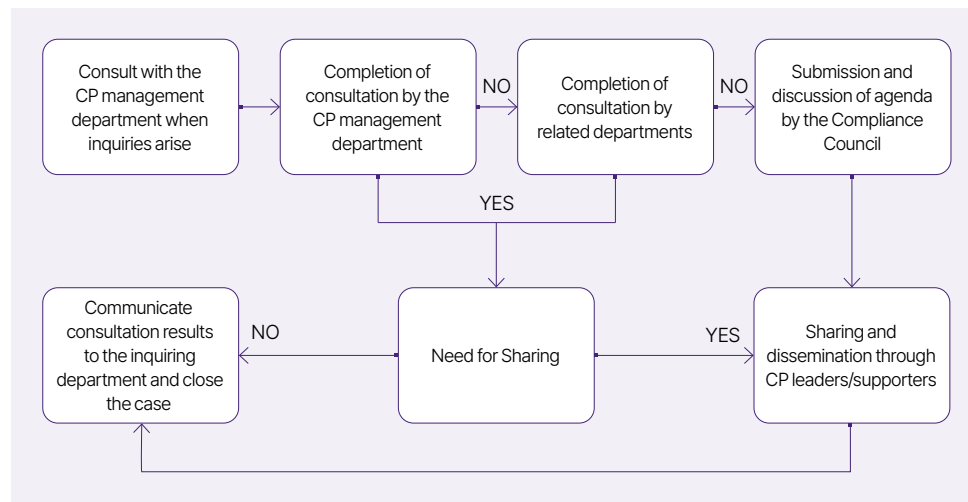 Consult with the
CP management
department when
inquiries arise
Completion of
consultation by the
CP management
department
NO
Completion of
consultation by
related departments
NO
Submission and
discussion of agenda
by the Compliance
Council
YES
Communicate
consultation results
to the inquiring
department and close
the case
NO
Need for Sharing
YES
Sharing and
dissemination through
CP leaders/supporters